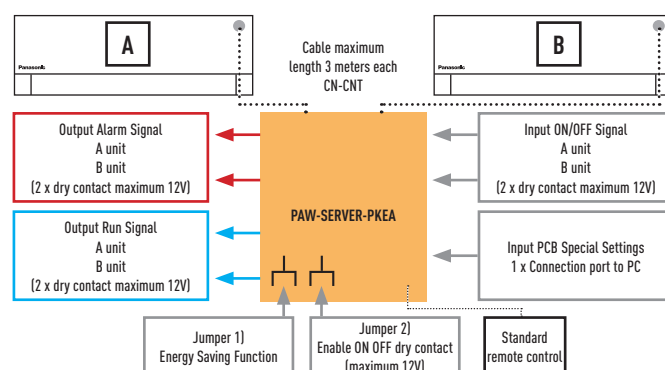 A
Cable maximum
length 3 meters each
CN-CNT
B
Panasonic
Panasonic
Output Alarm Signal
A unit
B unit
(2 x dry contact maximum 12V)
Input ON/OFF Signal
A unit
B unit
(2 x dry contact maximum 12V)
PAW-SERVER-PKEA
Output Run Signal
A unit
B unit
(2 x dry contact maximum 12V)
Input PCB Special Settings
1 x Connection port to PC
Jumper 1)
Energy Saving Function
Jumper 2)
Enable ON OFF dry contact
(maximum 12V)
Standard
remote control